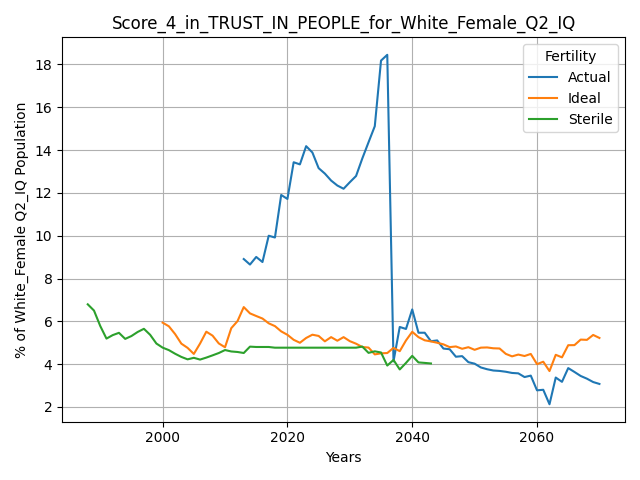 Score_4_in_TRUST_IN_PEOPLE_for_White_Female_Q2_IQ
% of White_Female Q2_IQ Population
18
16
14
12
10
8
6
4
2
Fertility
Actual
Ideal
Sterile
2000 2020 2040 2060
Years